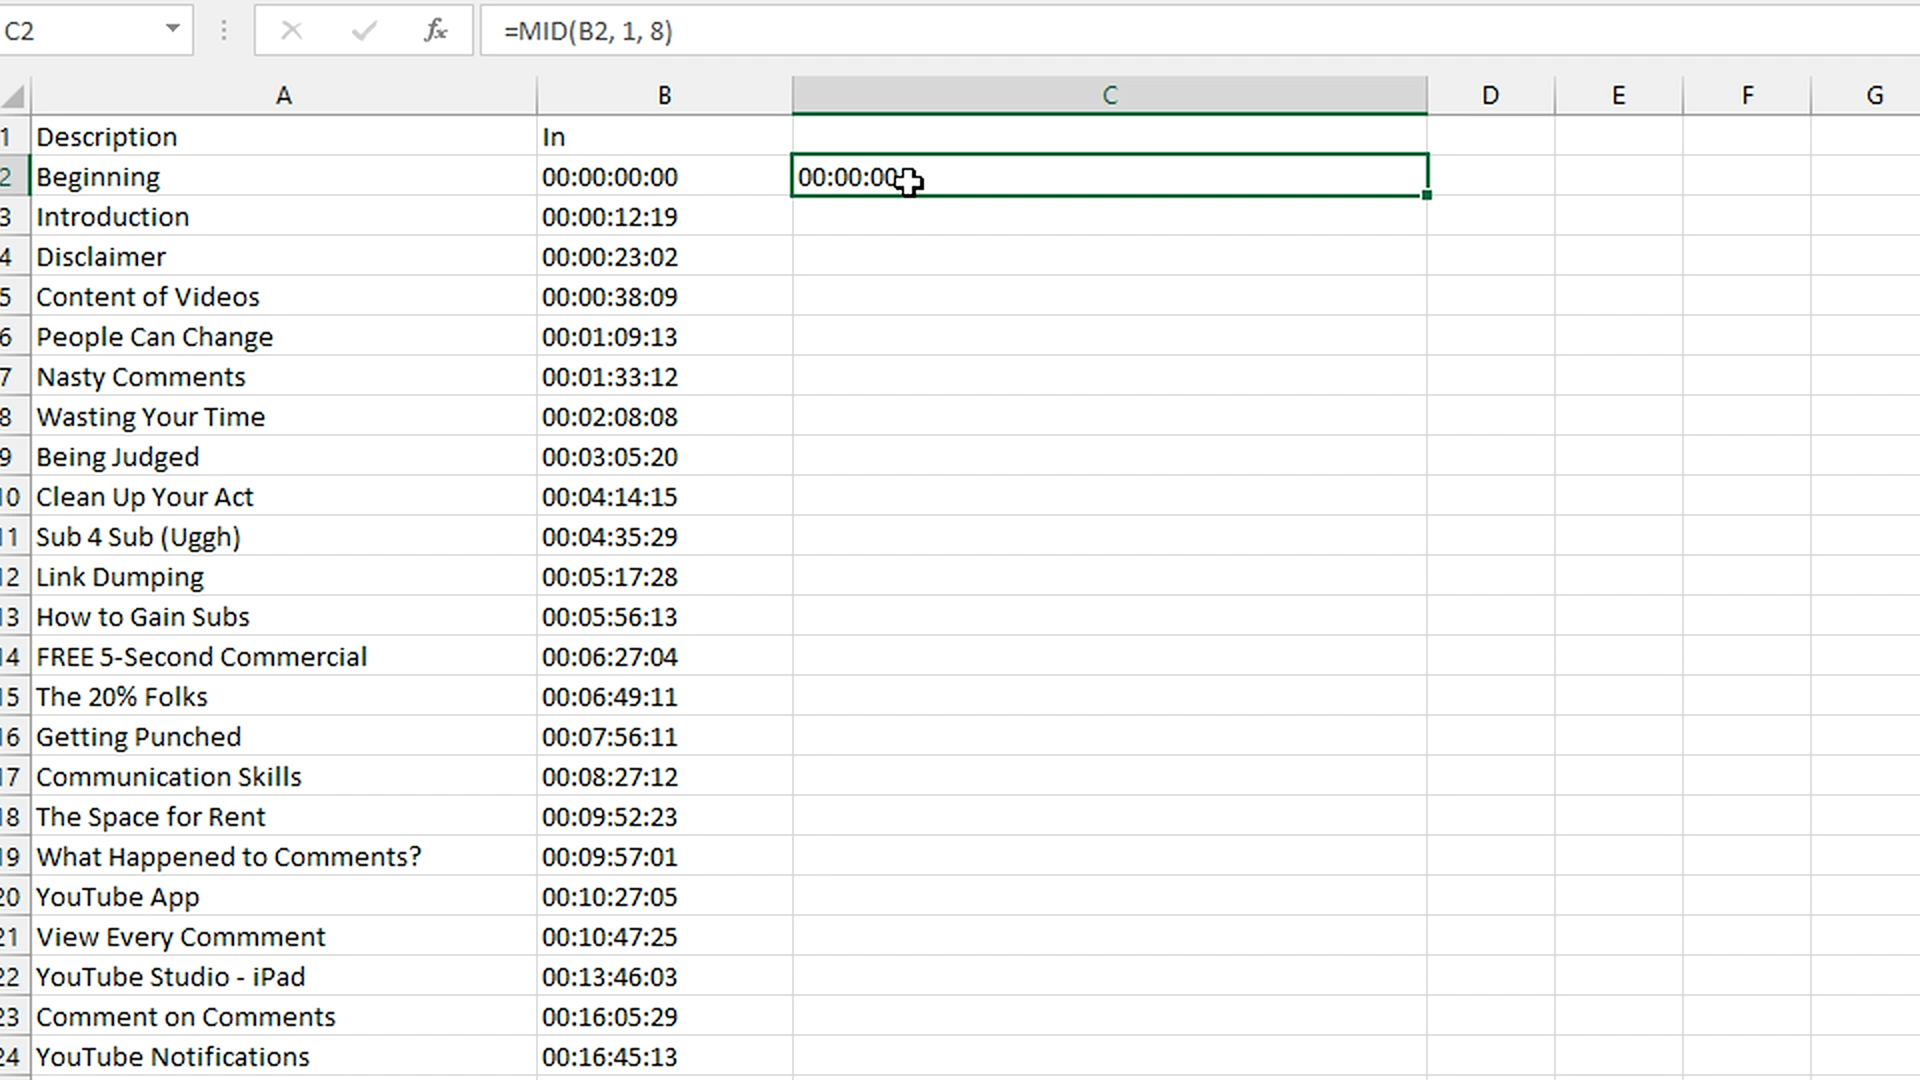 C2 fx =MID(B2, 1, 8)
A B C D E F G
1 Description In
2 Beginning 00:00:00:00 00:00:00
3 Introduction 00:00:12:19
4 Disclaimer 00:00:23:02
5 Content of Videos 00:00:38:09
6 People Can Change 00:01:09:13
7 Nasty Comments 00:01:33:12
8 Wasting Your Time 00:02:08:08
9 Being Judged 00:03:05:20
10 Clean Up Your Act 00:04:14:15
11 Sub 4 Sub (Uggh) 00:04:35:29
12 Link Dumping 00:05:17:28
13 How to Gain Subs 00:05:56:13
14 FREE 5-Second Commercial 00:06:27:04
15 The 20% Folks 00:06:49:11
16 Getting Punched 00:07:56:11
17 Communication Skills 00:08:27:12
18 The Space for Rent 00:09:52:23
19 What Happened to Comments? 00:09:57:01
20 YouTube App 00:10:27:05
21 View Every Commment 00:10:47:25
22 YouTube Studio - iPad 00:13:46:03
23 Comment on Comments 00:16:05:29
24 YouTube Notifications 00:16:45:13